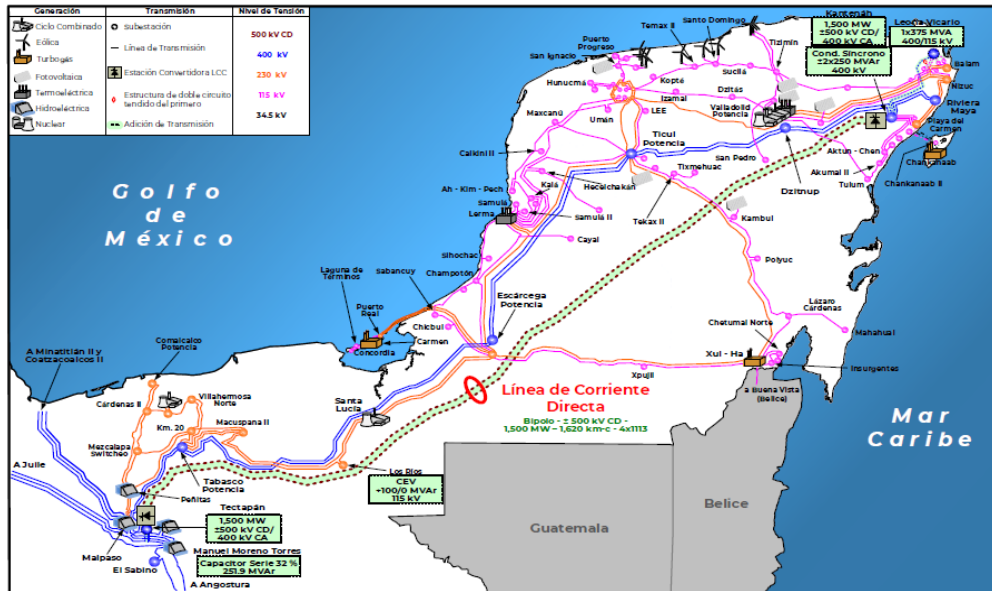 Generación
Transmisión
Nivel de Tensión
Ciclo Combinado
Eólica
Turbogás
Fotovoltaica
Termoeléctrica
Hidroeléctrica
Nuclear
Subestación
Línea de Transmisión
Estación Convertidora LCC
Estructura de doble circuito
tendido del primero
Adición de Transmisión
500 kV CD
400 kV
230 kV
115 kV
34.5 kV
Golfo
de
México
Mar
Caribe
Guatemala
Belice
Kantenáh
1,500 MW
±500 kV CD/
400 kV CA
Cond. Síncrono
±2x250 MVAr
400 kV
Leona Vicario
1x375 MVA
400/115 kV
Balam
Nizuc
Riviera
Maya
Playa del
Carmen
Chankanaab
Chankanaab II
Aktun - Chen
Akumal II
Tulum
Santo Domingo
Temax II
Puerto
Progreso
San Ignacio
Tizimín
Hunucmá
Kopté
Sucilá
Dzitás
Izamal
Maxcanú
Umán
LEE
Valladolid
Potencia
Ticul
Potencia
Calkiní II
San Pedro
Tixmehuac
Dzitnup
Hecelchakán
Ah - Kim - Pech
Kalá
Samulá
Lerma
Samulá II
Tekax II
Kambul
Cayal
Sihochac
Polyuc
Laguna de
Términos
Sabancuy
Champotón
Puerto
Real
Escárcega
Potencia
Lázaro
Cárdenas
Chetumal Norte
Mahahual
Chicbul
Carmen
Concordia
Xul - Ha
Insurgentes
Xpujil
a Buena Vista
(Belice)
A Minatitlán II y
Coatzacoalcos II
Comalcalco
Potencia
Línea de Corriente
Directa
Bipolo - ± 500 kV CD -
1,500 MW – 1,620 km-c - 4x1113
Cárdenas II
Villahermosa
Norte
Santa
Lucía
Km. 20
Macuspana II
Mezcalapa
Switcheo
A Juile
Los Ríos
CEV
+100/0 MVAr
115 kV
Tabasco
Potencia
Peñitas
Tectapán
1,500 MW
±500 kV CD/
400 kV CA
Malpaso
Manuel Moreno Torres
Capacitor Serie 32 %
251.9 MVAr
El Sabino
A Angostura